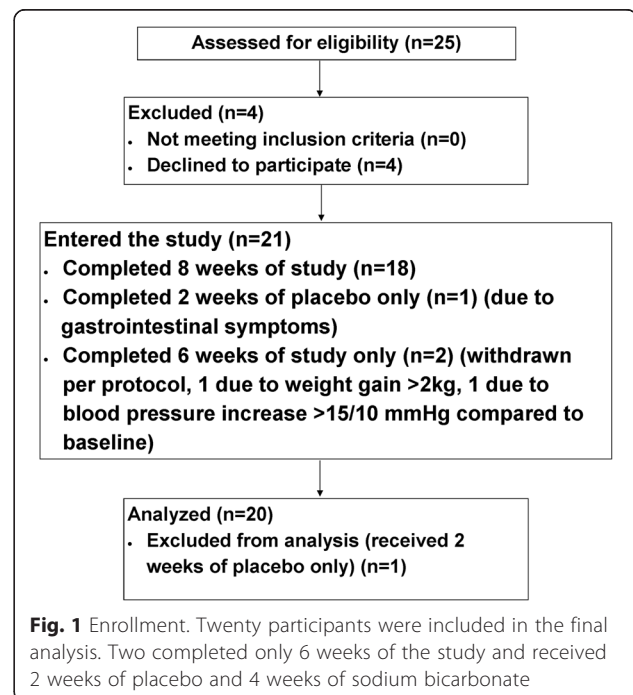 Assessed for eligibility (n=25)
Excluded (n=4)
• Not meeting inclusion criteria (n=0)
• Declined to participate (n=4)
Entered the study (n=21)
• Completed 8 weeks of study (n=18)
• Completed 2 weeks of placebo only (n=1) (due to
gastrointestinal symptoms)
• Completed 6 weeks of study only (n=2) (withdrawn
per protocol, 1 due to weight gain >2kg, 1 due to
blood pressure increase >15/10 mmHg compared to
baseline)
Analyzed (n=20)
• Excluded from analysis (received 2
weeks of placebo only) (n=1)
Fig. 1 Enrollment. Twenty participants were included in the final
analysis. Two completed only 6 weeks of the study and received
2 weeks of placebo and 4 weeks of sodium bicarbonate